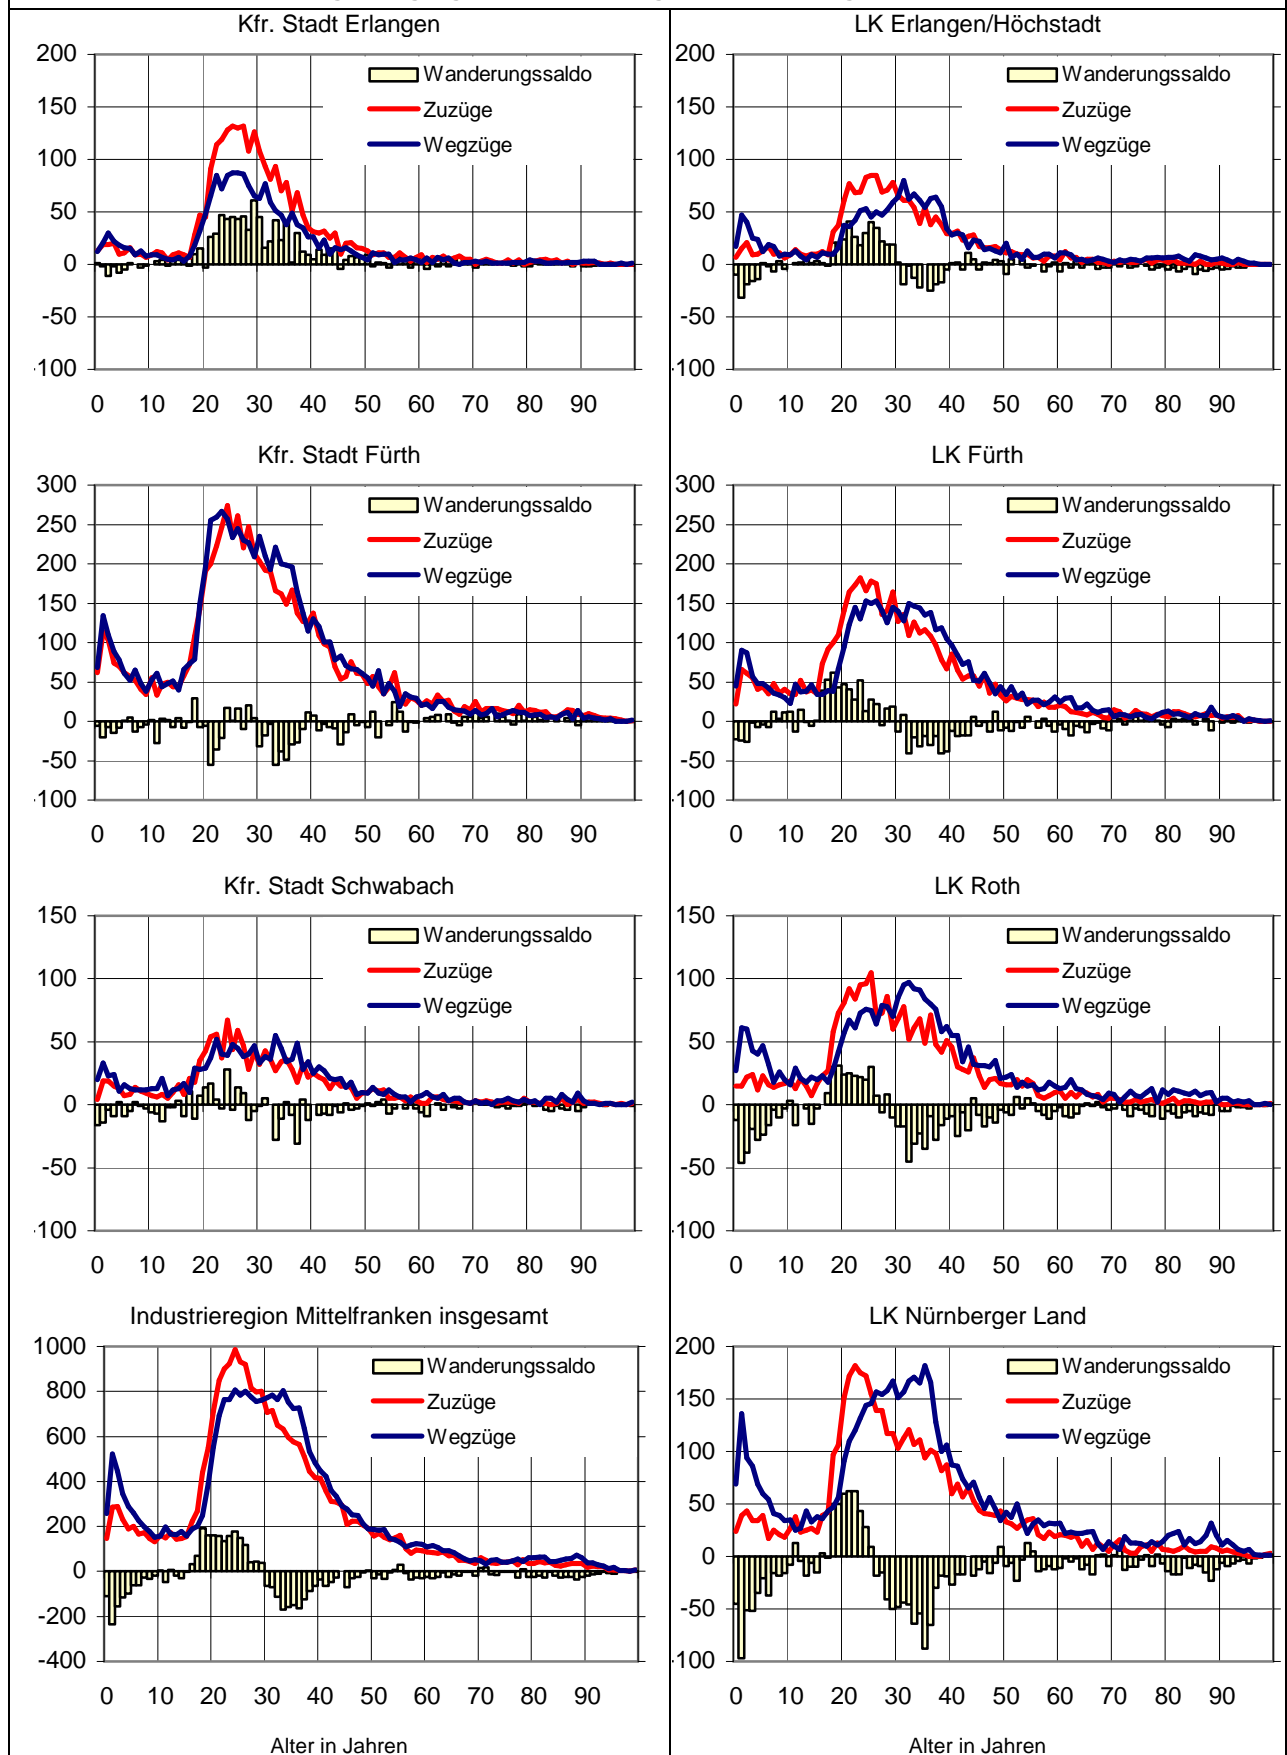 Kfr. Stadt Erlangen
200
150
100
50
0
-50
-100
Wanderungssaldo
Zuzüge
Wegzüge
0 10 20 30 40 50 60 70 80 90
LK Erlangen/Höchstadt
200
150
100
50
0
-50
-100
Wanderungssaldo
Zuzüge
Wegzüge
0 10 20 30 40 50 60 70 80 90
Kfr. Stadt Fürth
300
250
200
150
100
50
0
-50
-100
Wanderungssaldo
Zuzüge
Wegzüge
0 10 20 30 40 50 60 70 80 90
LK Fürth
300
250
200
150
100
50
0
-50
-100
Wanderungssaldo
Zuzüge
Wegzüge
0 10 20 30 40 50 60 70 80 90
Kfr. Stadt Schwabach
150
100
50
0
-50
-100
Wanderungssaldo
Zuzüge
Wegzüge
0 10 20 30 40 50 60 70 80 90
LK Roth
150
100
50
0
-50
-100
Wanderungssaldo
Zuzüge
Wegzüge
0 10 20 30 40 50 60 70 80 90
Industrieregion Mittelfranken insgesamt
1000
800
600
400
200
0
-200
-400
Wanderungssaldo
Zuzüge
Wegzüge
0 10 20 30 40 50 60 70 80 90
Alter in Jahren
LK Nürnberger Land
200
150
100
50
0
-50
-100
Wanderungssaldo
Zuzüge
Wegzüge
0 10 20 30 40 50 60 70 80 90
Alter in Jahren